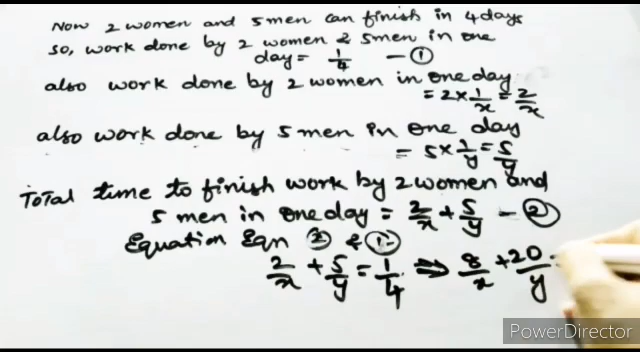 Now 2 women and 5 men can finish in 4 days
so, work done by 2 women & 5 men in one
day = 1/4 — ①
also work done by 2 women in one day
= 2 × 1/x = 2/x
also work done by 5 men in one day
= 5 × 1/y = 5/y
Total time to finish work by 2 women and
5 men in one day = 2/x + 5/y — ②
Equation Eqn ② & ①
2/x + 5/y = 1/4 ⇒ 8/x + 20/y =
PowerDirector